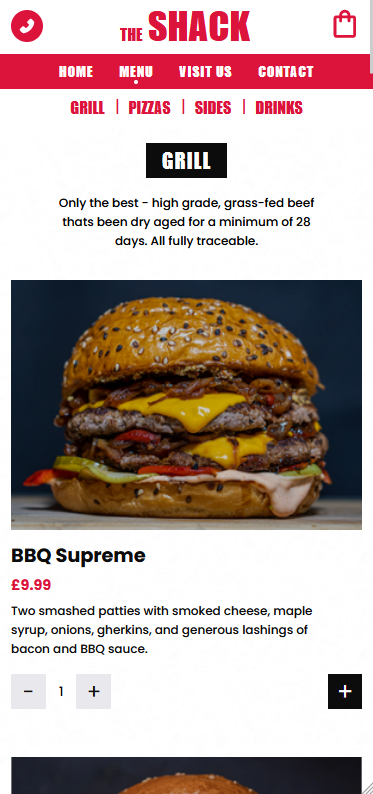 THE SHACK
HOME MENU VISIT US CONTACT
GRILL | PIZZAS | SIDES | DRINKS
GRILL
Only the best - high grade, grass-fed beef
thats been dry aged for a minimum of 28
days. All fully traceable.
BBQ Supreme
£9.99
Two smashed patties with smoked cheese, maple
syrup, onions, gherkins, and generous lashings of
bacon and BBQ sauce.
- 1 + +